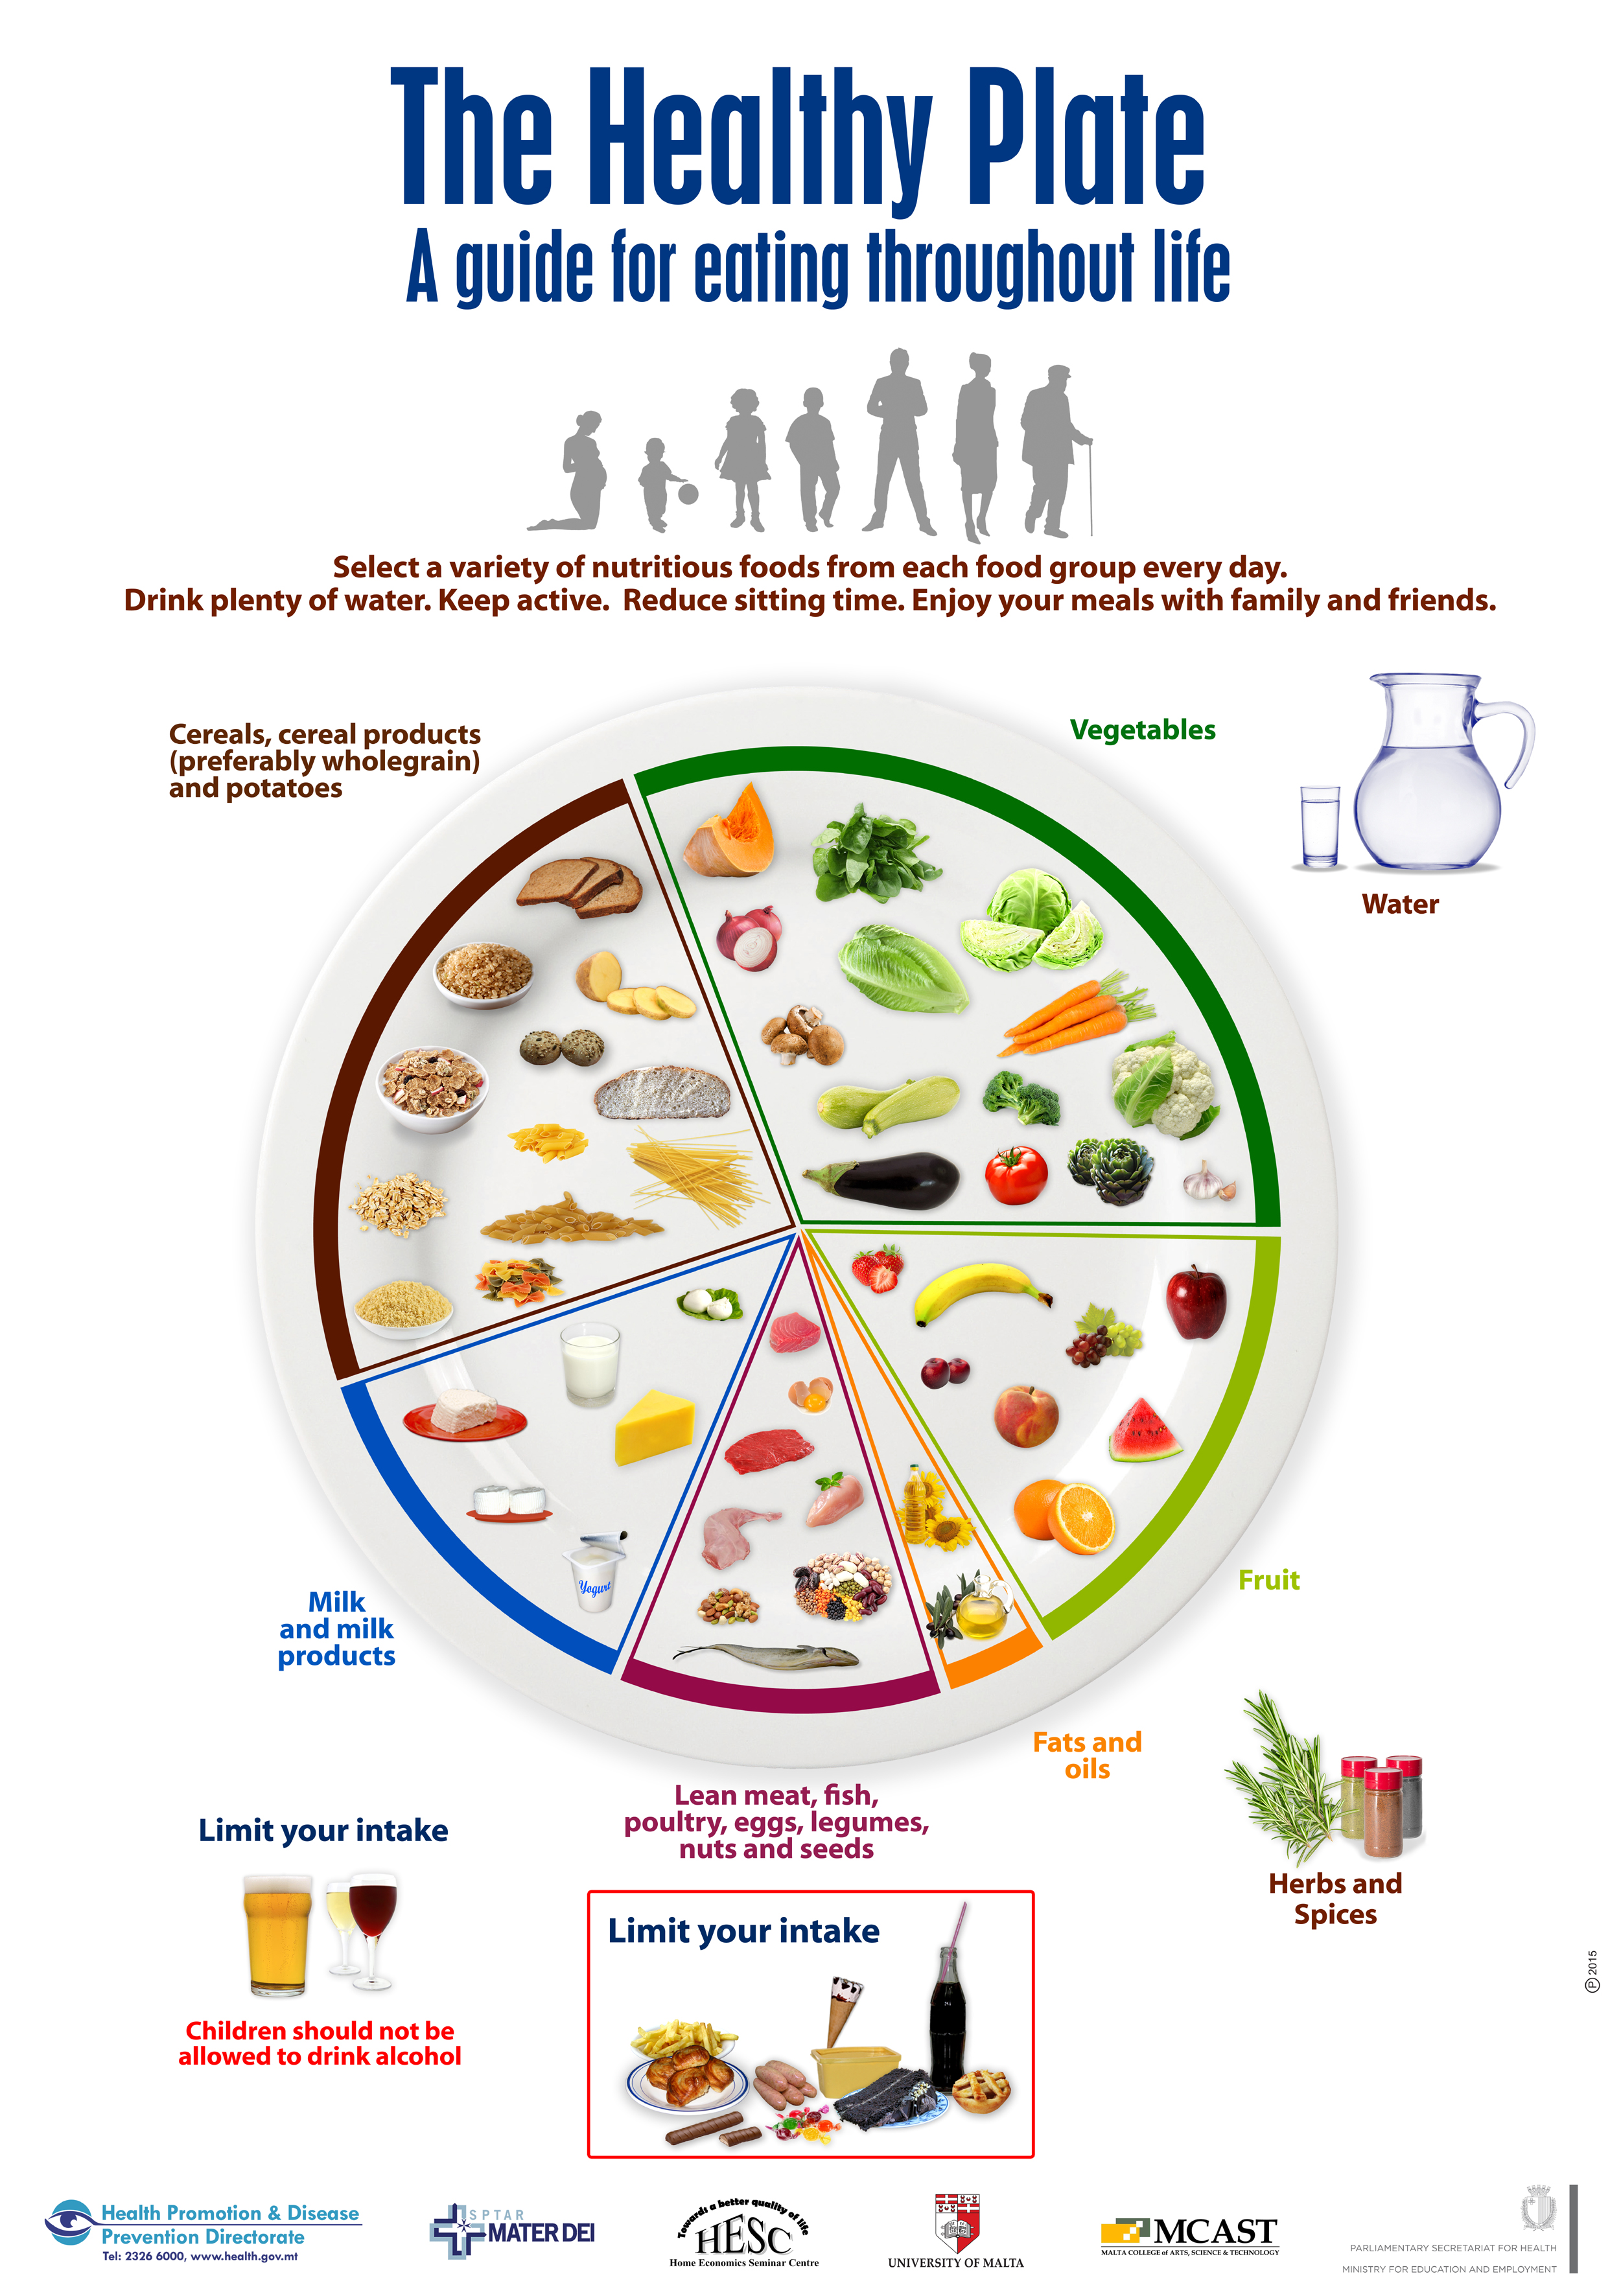 The Healthy Plate
A guide for eating throughout life
Select a variety of nutritious foods from each food group every day.
Drink plenty of water. Keep active. Reduce sitting time. Enjoy your meals with family and friends.
Cereals, cereal products
(preferably wholegrain)
and potatoes
Vegetables
Water
Yogurt
Milk
and milk
products
Fruit
Fats and
oils
Lean meat, fish,
poultry, eggs, legumes,
nuts and seeds
Herbs and
Spices
Limit your intake
Children should not be
allowed to drink alcohol
Limit your intake
℗ 2015
Health Promotion & Disease
Prevention Directorate
Tel: 2326 6000, www.health.gov.mt
SPTAR
MATER DEI
Towards a better quality of life
HESC
Home Economics Seminar Centre
UNIVERSITY OF MALTA
MCAST
MALTA COLLEGE of ARTS, SCIENCE & TECHNOLOGY
PARLIAMENTARY SECRETARIAT FOR HEALTH
MINISTRY FOR EDUCATION AND EMPLOYMENT